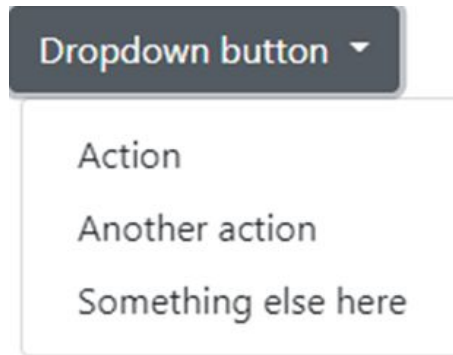 Dropdown button
Action
Another action
Something else here